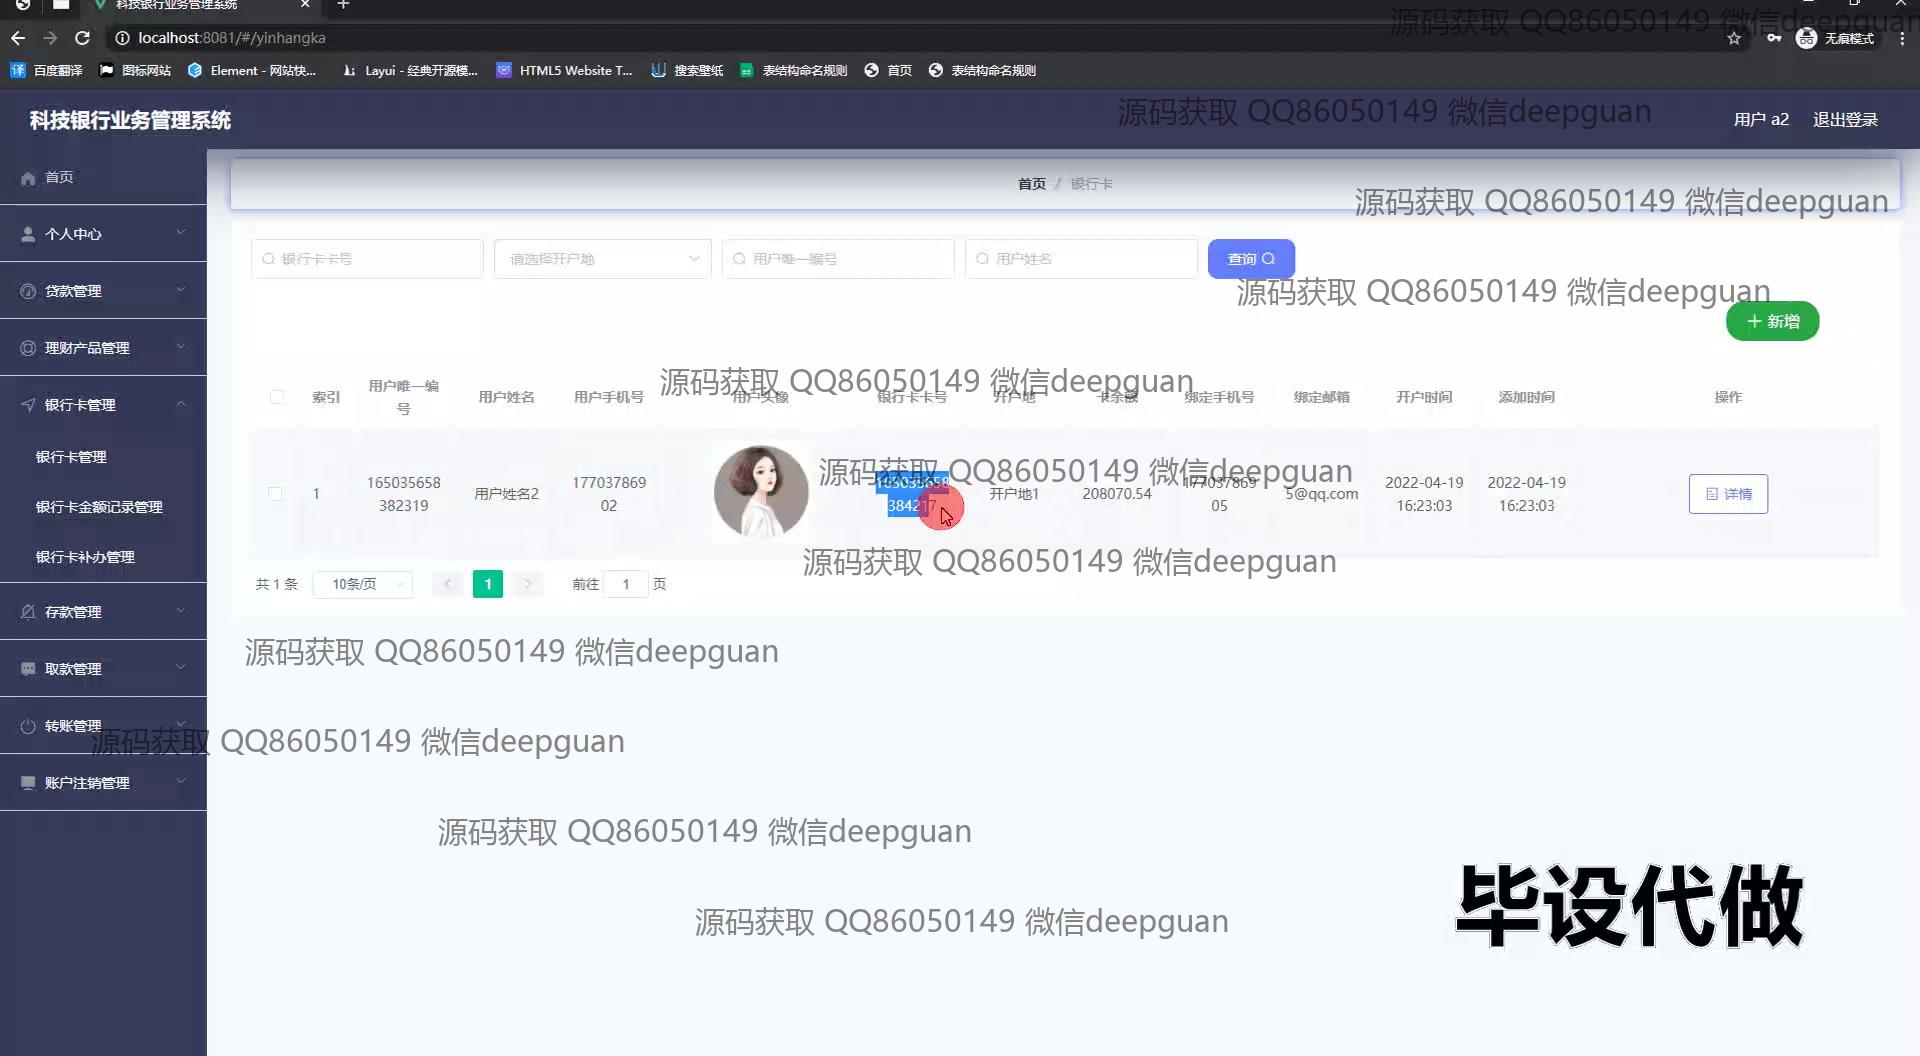 科技银行业务管理系统
localhost:8081/#/yinhangka
无痕模式
百度翻译
图标网站
Element - 网站快...
Layui - 经典开源模...
HTML5 Website T...
搜索壁纸
表结构命名规则
首页
表结构命名规则
源码获取 QQ86050149 微信deepguan
科技银行业务管理系统
源码获取 QQ86050149 微信deepguan
用户 a2
退出登录
首页
个人中心
贷款管理
理财产品管理
银行卡管理
银行卡管理
银行卡金额记录管理
银行卡补办管理
存款管理
取款管理
转账管理
账户注销管理
首页 / 银行卡
源码获取 QQ86050149 微信deepguan
银行卡卡号
请选择开户地
用户唯一编号
用户姓名
查询
源码获取 QQ86050149 微信deepguan
+ 新增
源码获取 QQ86050149 微信deepguan
索引
用户唯一编
号
用户姓名
用户手机号
用户头像
银行卡卡号
开户地
卡余额
绑定手机号
绑定邮箱
开户时间
添加时间
操作
源码获取 QQ86050149 微信deepguan
1
165035658
382319
用户姓名2
177037869
02
165035658
384217
开户地1
208070.54
177037869
05
5@qq.com
2022-04-19
16:23:03
2022-04-19
16:23:03
详情
源码获取 QQ86050149 微信deepguan
共 1 条
10条/页
1
前往 1 页
源码获取 QQ86050149 微信deepguan
源码获取 QQ86050149 微信deepguan
源码获取 QQ86050149 微信deepguan
源码获取 QQ86050149 微信deepguan
毕设代做